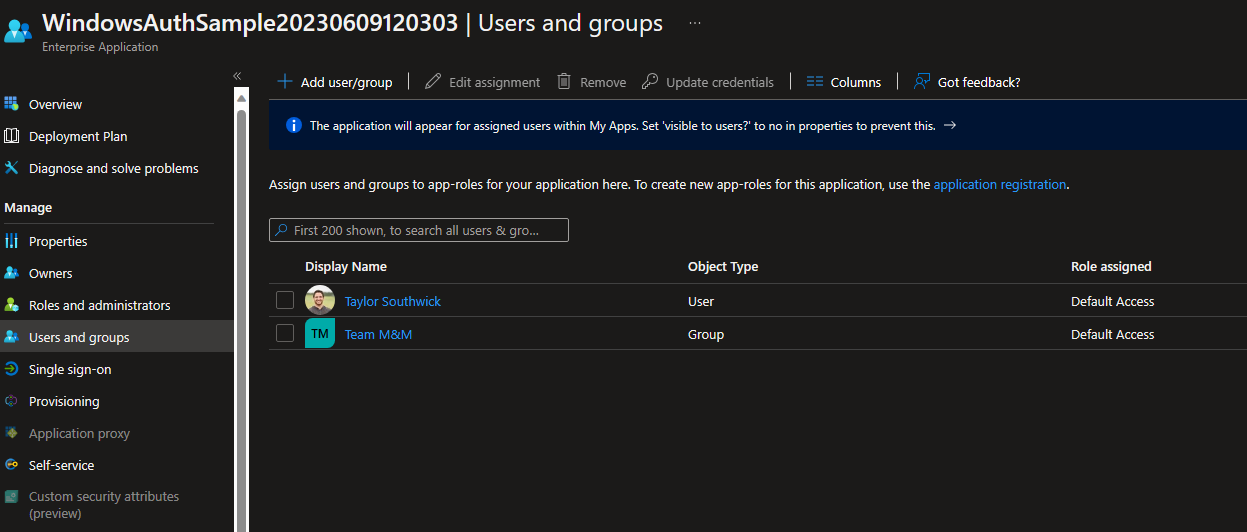 WindowsAuthSample20230609120303 | Users and groups ...
Enterprise Application
«
Overview
Deployment Plan
Diagnose and solve problems
Manage
Properties
Owners
Roles and administrators
Users and groups
Single sign-on
Provisioning
Application proxy
Self-service
Custom security attributes
(preview)
Add user/group | Edit assignment Remove Update credentials | Columns | Got feedback?
The application will appear for assigned users within My Apps. Set 'visible to users?' to no in properties to prevent this. →
Assign users and groups to app-roles for your application here. To create new app-roles for this application, use the application registration.
First 200 shown, to search all users & gro...
Display Name Object Type Role assigned
Taylor Southwick User Default Access
TM Team M&M Group Default Access